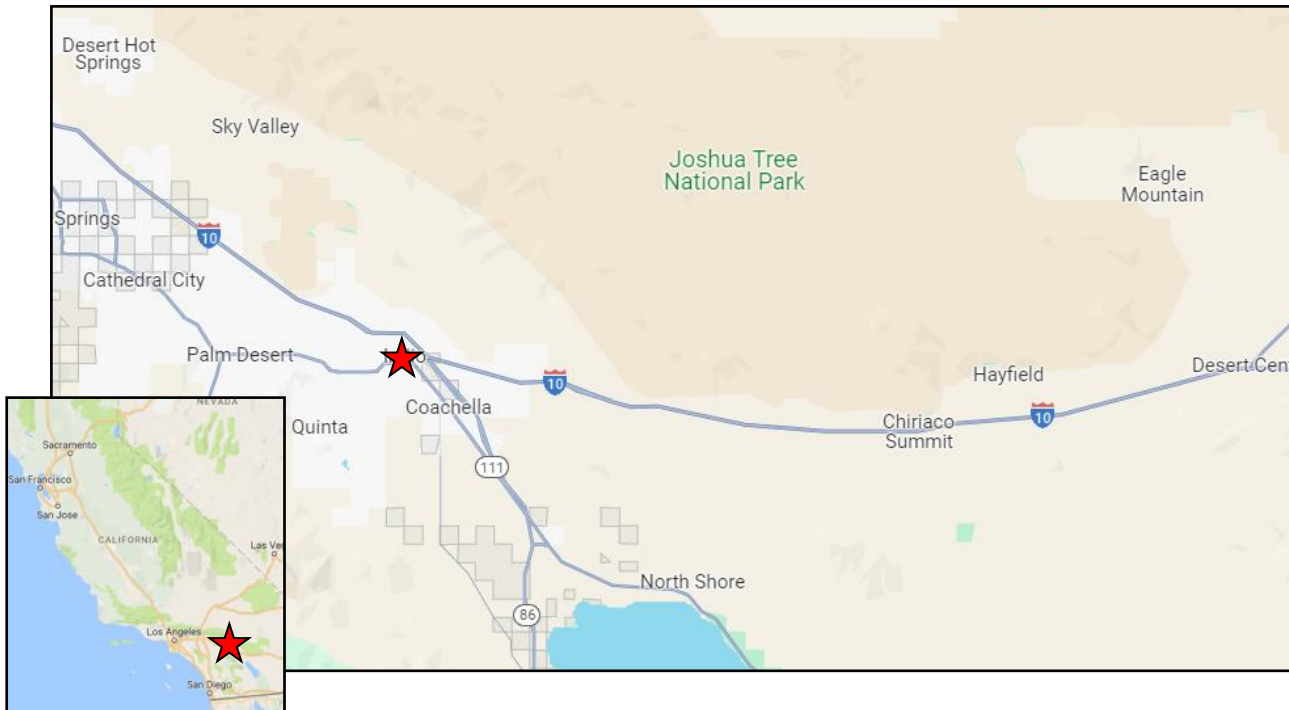 Desert Hot
Springs
Sky Valley
Joshua Tree
National Park
Eagle
Mountain
Springs
10
Cathedral City
Palm Desert
10
Hayfield
Desert Cent
Coachella
10
Chiriaco
Summit
Quinta
111
North Shore
86
NEVADA
Sacramento
San Francisco
San Jose
CALIFORNIA
Las Ve
Los Angeles
San Diego